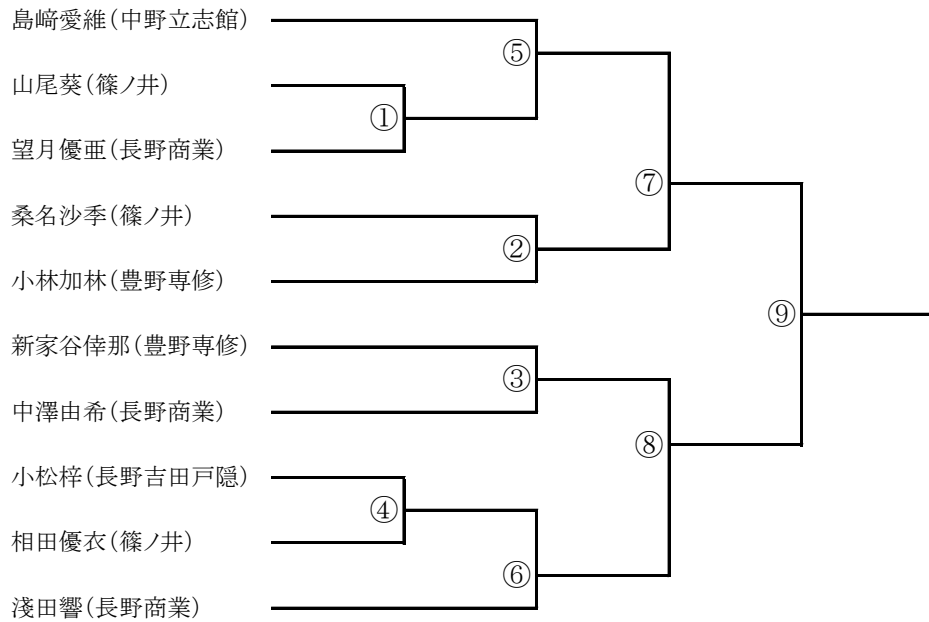 島﨑愛維(中野立志館)
⑤
山尾葵(篠ノ井)
①
望月優亜(長野商業)
⑦
桑名沙季(篠ノ井)
②
小林加林(豊野専修)
⑨
新家谷倖那(豊野専修)
③
中澤由希(長野商業)
⑧
小松梓(長野吉田戸隠)
④
相田優衣(篠ノ井)
⑥
淺田響(長野商業)